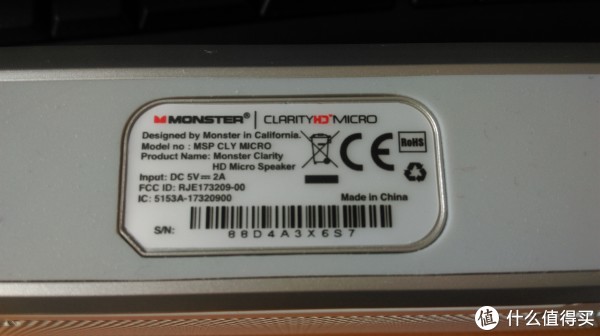 MONSTER® | CLARITYHD™MICRO
Designed by Monster in California.
Model no : MSP CLY MICRO
Product Name: Monster Clarity
HD Micro Speaker
Input: DC 5V⎓2A
FCC ID: RJE173209-00
IC: 5153A-17320900
CE
RoHS
Made in China
S/N:
88D4A3X6S7
值 什么值得买